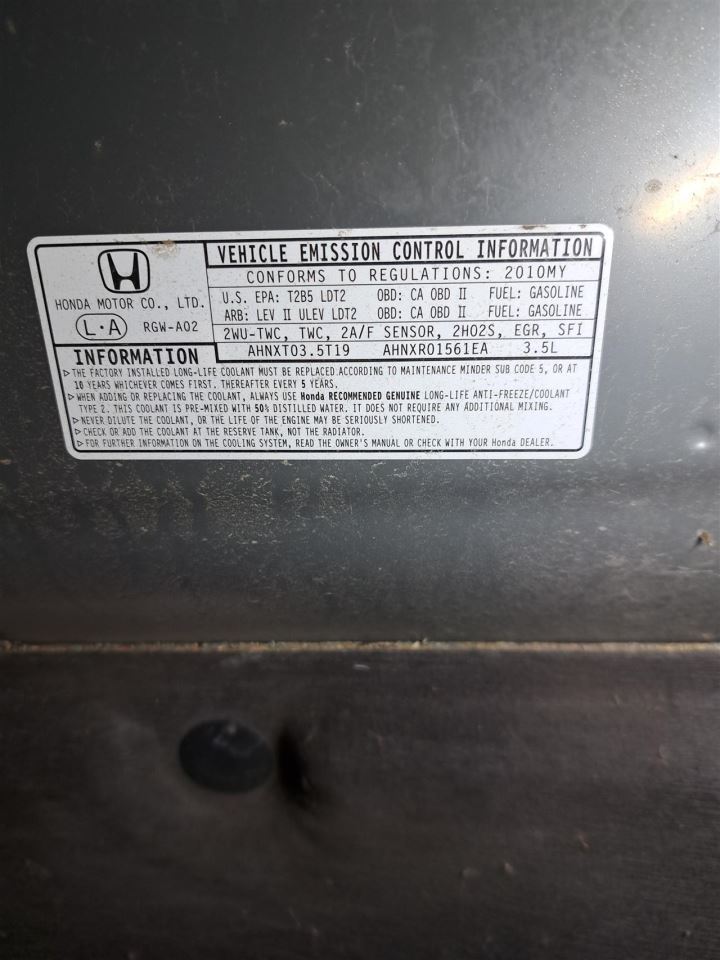 VEHICLE EMISSION CONTROL INFORMATION
CONFORMS TO REGULATIONS: 2010MY
HONDA MOTOR CO., LTD.
U.S. EPA: T2B5 LDT2 OBD: CA OBD II FUEL: GASOLINE
ARB: LEV II ULEV LDT2 OBD: CA OBD II FUEL: GASOLINE
L·A RGW-A02
2WU-TWC, TWC, 2A/F SENSOR, 2HO2S, EGR, SFI
AHNXT03.5T19 AHNXR0156IEA 3.5L
INFORMATION
▷THE FACTORY INSTALLED LONG-LIFE COOLANT MUST BE REPLACED ACCORDING TO MAINTENANCE MINDER SUB CODE 5, OR AT
10 YEARS WHICHEVER COMES FIRST. THEREAFTER EVERY 5 YEARS.
▷WHEN ADDING OR REPLACING THE COOLANT, ALWAYS USE Honda RECOMMENDED GENUINE LONG-LIFE ANTI-FREEZE/COOLANT
TYPE 2. THIS COOLANT IS PRE-MIXED WITH 50% DISTILLED WATER. IT DOES NOT REQUIRE ANY ADDITIONAL MIXING.
▷NEVER DILUTE THE COOLANT, OR THE LIFE OF THE ENGINE MAY BE SERIOUSLY SHORTENED.
▷CHECK OR ADD THE COOLANT AT THE RESERVE TANK, NOT THE RADIATOR.
▷FOR FURTHER INFORMATION ON THE COOLING SYSTEM, READ THE OWNER'S MANUAL OR CHECK WITH YOUR Honda DEALER.